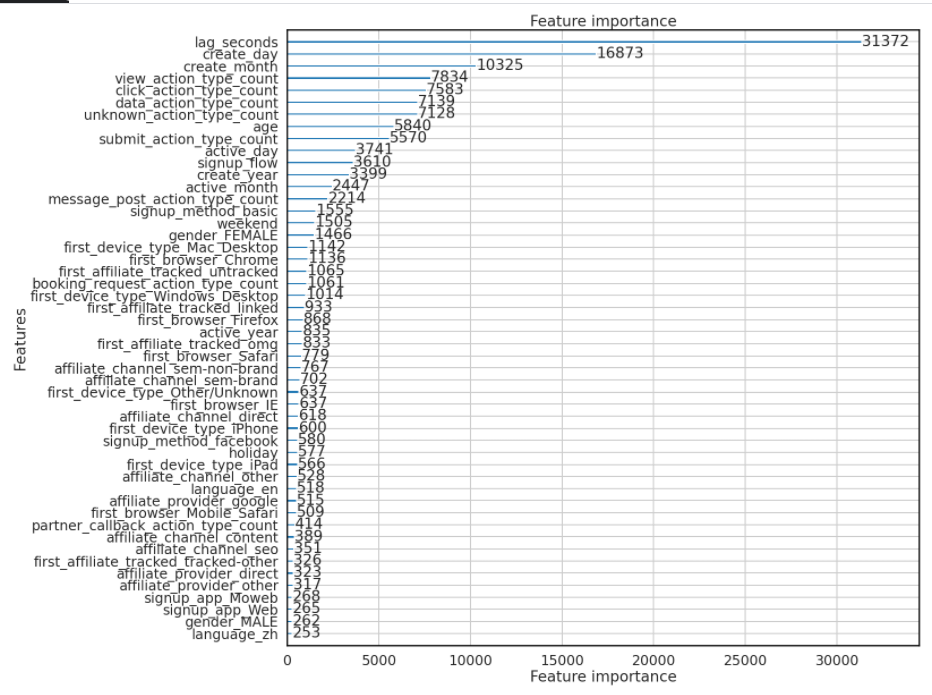 Feature importance
lag_seconds 31372
create_day 16873
create_month 10325
view_action_type_count 7834
click_action_type_count 7583
data_action_type_count 7139
unknown_action_type_count 7128
age 5840
submit_action_type_count 5570
active_day 3741
signup_flow 3610
create_year 3399
active_month 2447
message_post_action_type_count 2214
signup_method_basic 1555
weekend 1505
gender_FEMALE 1466
first_device_type_Mac_Desktop 1142
first_browser_Chrome 1136
first_affiliate_tracked_untracked 1065
booking_request_action_type_count 1061
first_device_type_Windows_Desktop 1014
first_affiliate_tracked_linked 933
first_browser_Firefox 868
active_year 835
first_affiliate_tracked_omg 833
first_browser_Safari 779
affiliate_channel_sem-non-brand 767
affiliate_channel_sem-brand 702
first_device_type_Other/Unknown 637
first_browser_IE 637
affiliate_channel_direct 618
first_device_type_iPhone 600
signup_method_facebook 580
holiday 577
first_device_type_iPad 566
affiliate_channel_other 528
language_en 518
affiliate_provider_google 515
first_browser_Mobile_Safari 509
partner_callback_action_type_count 414
affiliate_channel_content 389
affiliate_channel_seo 351
first_affiliate_tracked_tracked-other 326
affiliate_provider_direct 323
affiliate_provider_other 317
signup_app_Moweb 268
signup_app_Web 265
gender_MALE 262
language_zh 253
Features
0 5000 10000 15000 20000 25000 30000
Feature importance